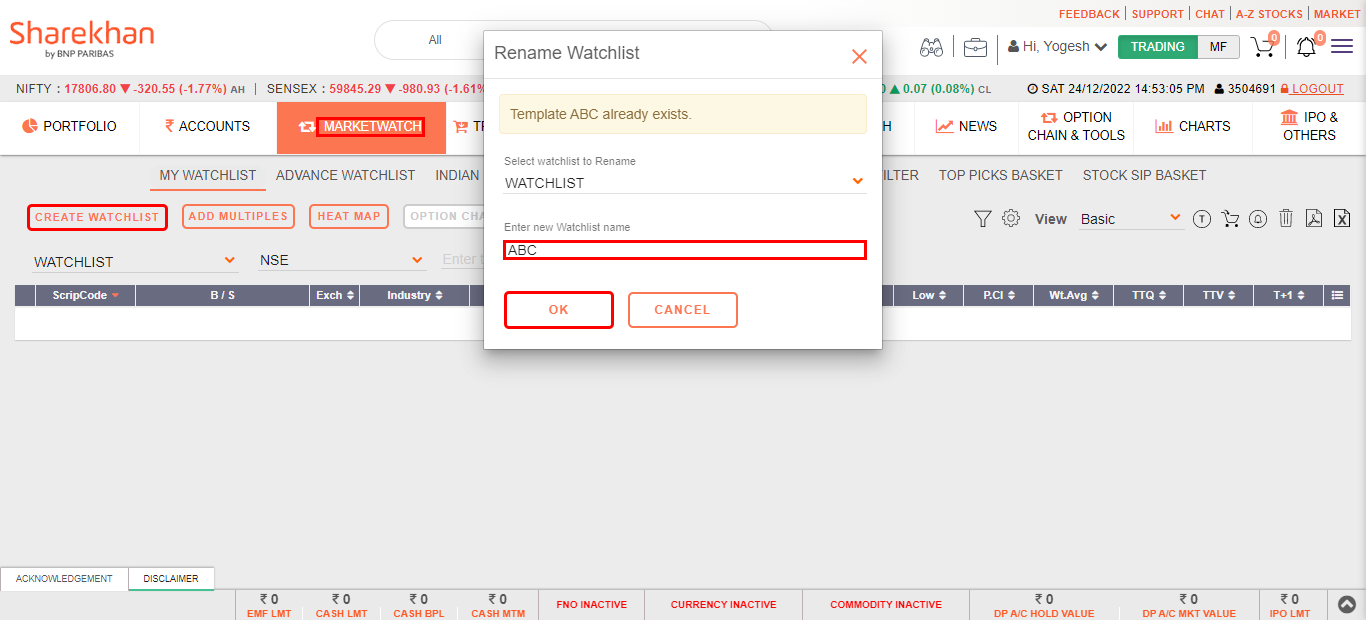 FEEDBACK | SUPPORT | CHAT | A-Z STOCKS | MARKET
Sharekhan
by BNP PARIBAS
All
Hi, Yogesh
TRADING MF
0
0
NIFTY : 17806.80 ▼ -320.55 (-1.77%) AH | SENSEX : 59845.29 ▼ -980.93 (-1.61%
0 ▲ 0.07 (0.08%) CL
SAT 24/12/2022 14:53:05 PM 3504691 LOGOUT
PORTFOLIO
₹ ACCOUNTS
MARKETWATCH
TR
H
NEWS
OPTION
CHAIN & TOOLS
CHARTS
IPO &
OTHERS
MY WATCHLIST
ADVANCE WATCHLIST
INDIAN
ILTER
TOP PICKS BASKET
STOCK SIP BASKET
CREATE WATCHLIST
ADD MULTIPLES
HEAT MAP
OPTION CHA
View
Basic
T
X
WATCHLIST
NSE
Enter t
ScripCode
B / S
Exch
Industry
Low
P.Cl
Wt.Avg
TTQ
TTV
T+1
Rename Watchlist
Template ABC already exists.
Select watchlist to Rename
WATCHLIST
Enter new Watchlist name
ABC
OK
CANCEL
ACKNOWLEDGEMENT
DISCLAIMER
₹ 0
EMF LMT
₹ 0
CASH LMT
₹ 0
CASH BPL
₹ 0
CASH MTM
FNO INACTIVE
CURRENCY INACTIVE
COMMODITY INACTIVE
₹ 0
DP A/C HOLD VALUE
₹ 0
DP A/C MKT VALUE
₹ 0
IPO LMT